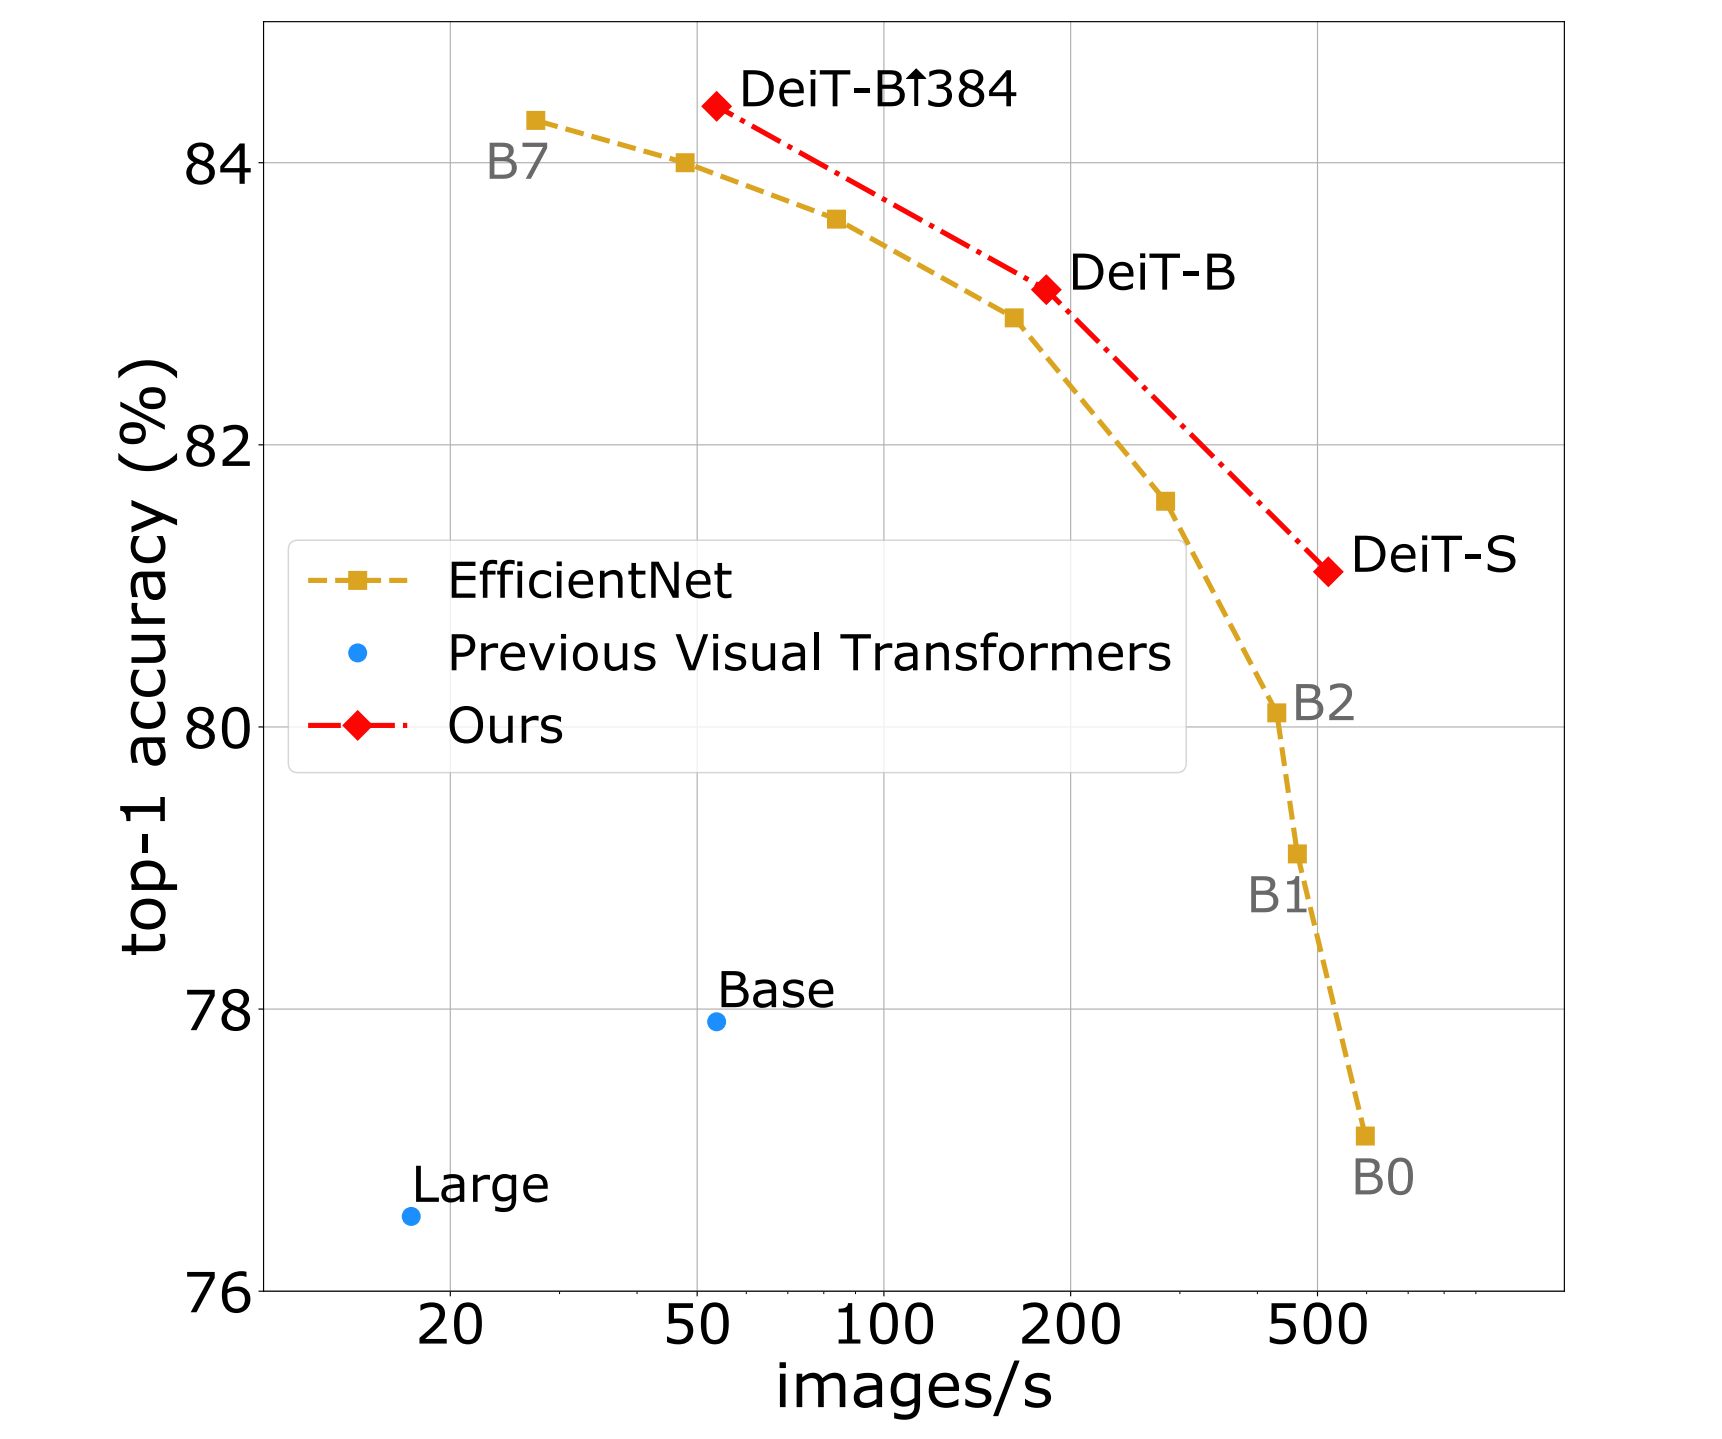 DeiT-B↑384
B7
84
DeiT-B
82
DeiT-S
EfficientNet
Previous Visual Transformers
Ours
B2
80
B1
top-1 accuracy (%)
Base
78
Large
B0
76
20 50 100 200 500
images/s